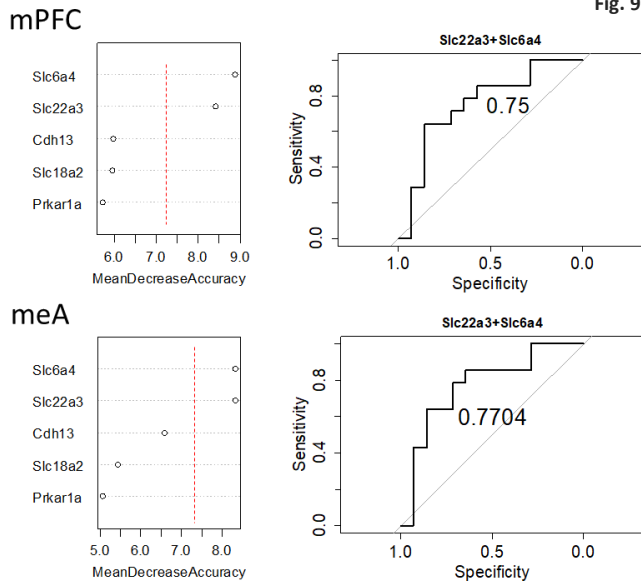 Fig. 9
mPFC
Slc6a4
Slc22a3
Cdh13
Slc18a2
Prkar1a
6.0 7.0 8.0 9.0
MeanDecreaseAccuracy
Slc22a3+Slc6a4
Sensitivity
0.0 0.4 0.8
0.75
1.0 0.5 0.0
Specificity
meA
Slc6a4
Slc22a3
Cdh13
Slc18a2
Prkar1a
5.0 6.0 7.0 8.0
MeanDecreaseAccuracy
Slc22a3+Slc6a4
Sensitivity
0.0 0.4 0.8
0.7704
1.0 0.5 0.0
Specificity